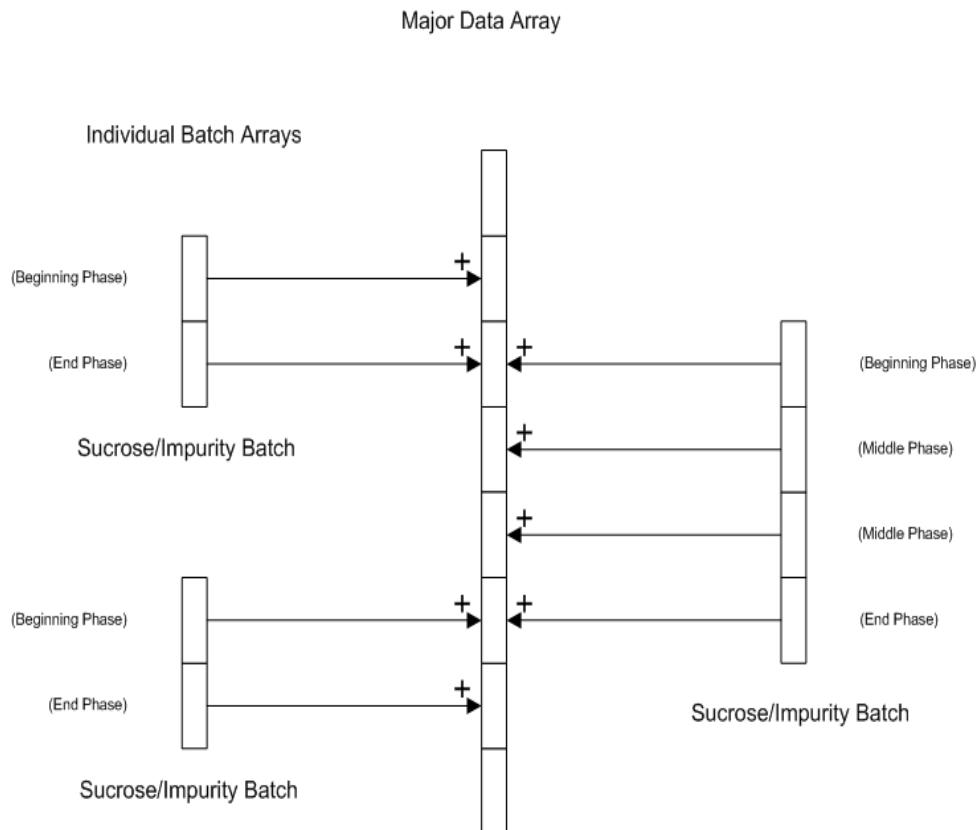 Major Data Array
Individual Batch Arrays
(Beginning Phase)
(End Phase)
Sucrose/Impurity Batch
(Beginning Phase)
(Middle Phase)
(Middle Phase)
(End Phase)
Sucrose/Impurity Batch
(Beginning Phase)
(End Phase)
Sucrose/Impurity Batch